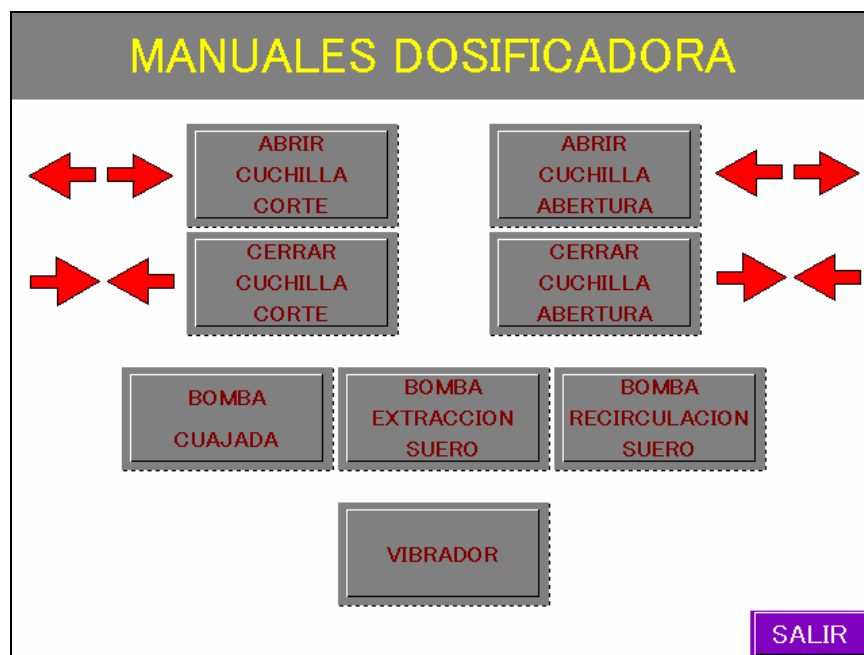 MANUALES DOSIFICADORA
ABRIR
CUCHILLA
CORTE
ABRIR
CUCHILLA
ABERTURA
CERRAR
CUCHILLA
CORTE
CERRAR
CUCHILLA
ABERTURA
BOMBA
CUAJADA
BOMBA
EXTRACCION
SUERO
BOMBA
RECIRCULACION
SUERO
VIBRADOR
SALIR